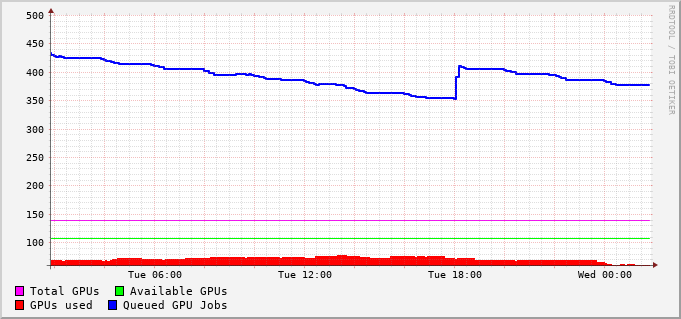 500
450
400
350
300
250
200
150
100
Tue 06:00 Tue 12:00 Tue 18:00 Wed 00:00
Total GPUs Available GPUs
GPUs used Queued GPU Jobs
RRDTOOL / TOBI OETIKER